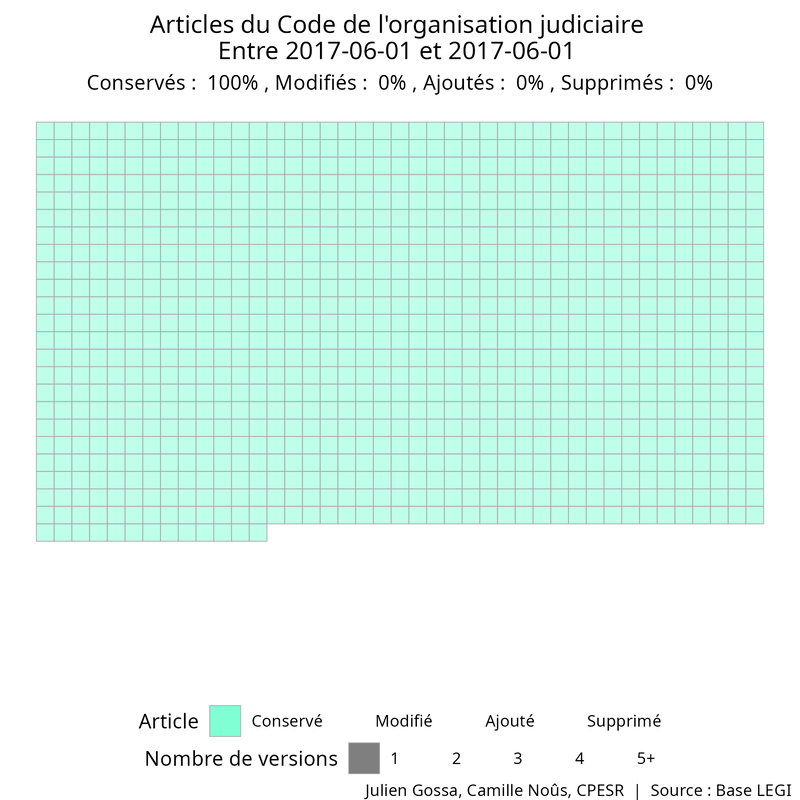 Articles du Code de l'organisation judiciaire
Entre 2017-06-01 et 2017-06-01
Conservés :  100% , Modifiés :  0% , Ajoutés :  0% , Supprimés :  0%
Article Conservé Modifié Ajouté Supprimé
Nombre de versions 1 2 3 4 5+
Julien Gossa, Camille Noûs, CPESR  |  Source : Base LEGI